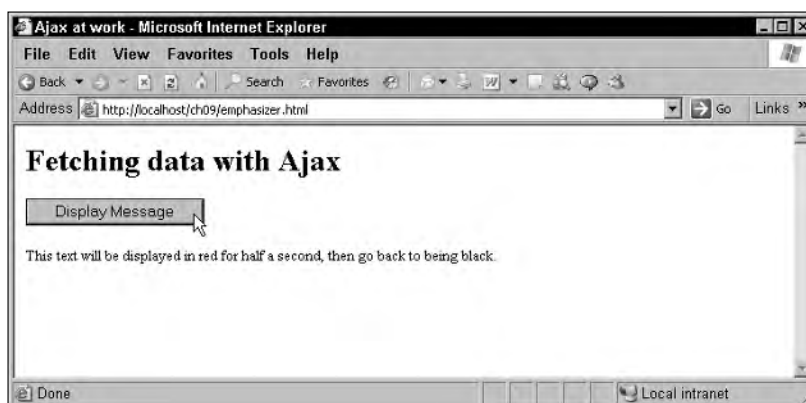 Ajax at work - Microsoft Internet Explorer
File Edit View Favorites Tools Help
Back Search Favorites
Address http://localhost/ch09/emphasizer.html Go Links »
Fetching data with Ajax
Display Message
This text will be displayed in red for half a second, then go back to being black.
Done Local intranet